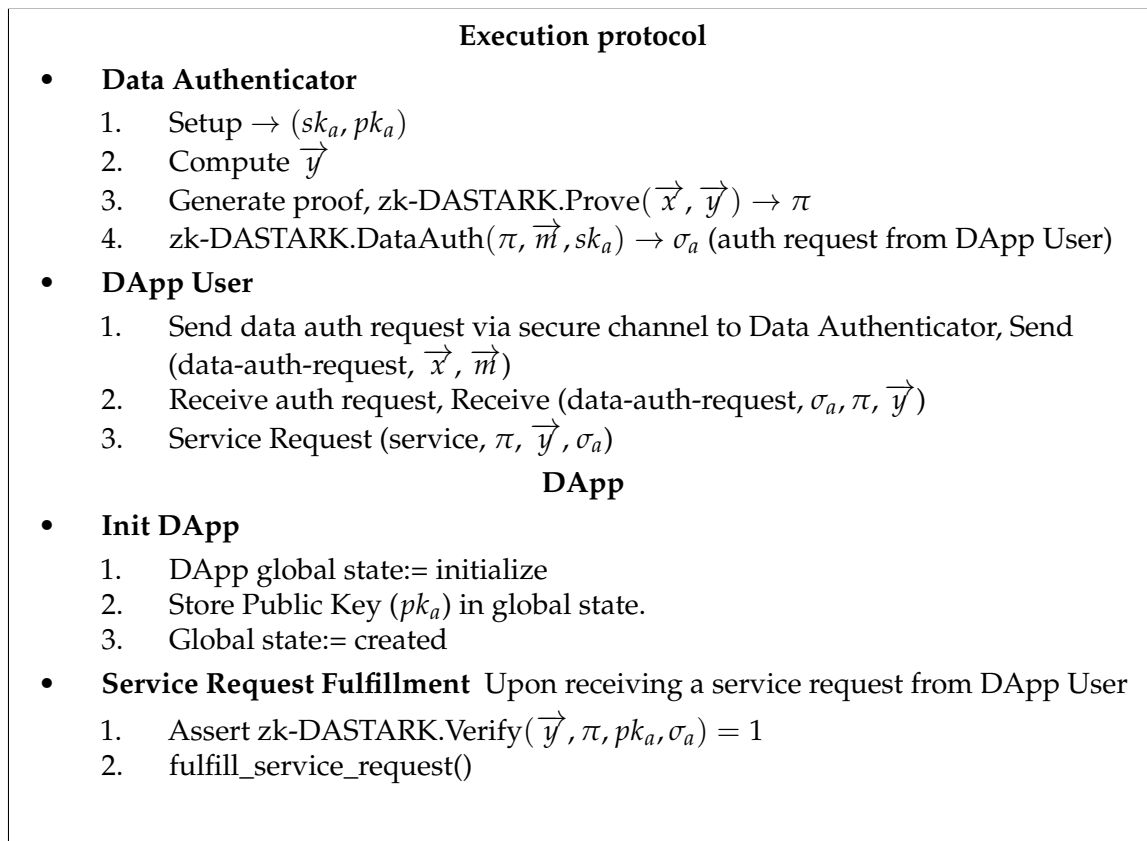 Execution protocol
• Data Authenticator
1. Setup → (skₐ, pkₐ)
2. Compute y⃗
3. Generate proof, zk-DASTARK.Prove(x⃗, y⃗) → π
4. zk-DASTARK.DataAuth(π, m⃗, skₐ) → σₐ (auth request from DApp User)
• DApp User
1. Send data auth request via secure channel to Data Authenticator, Send
(data-auth-request, x⃗, m⃗)
2. Receive auth request, Receive (data-auth-request, σₐ, π, y⃗)
3. Service Request (service, π, y⃗, σₐ)
DApp
• Init DApp
1. DApp global state:= initialize
2. Store Public Key (pkₐ) in global state.
3. Global state:= created
• Service Request Fulfillment Upon receiving a service request from DApp User
1. Assert zk-DASTARK.Verify(y⃗, π, pkₐ, σₐ) = 1
2. fulfill_service_request()